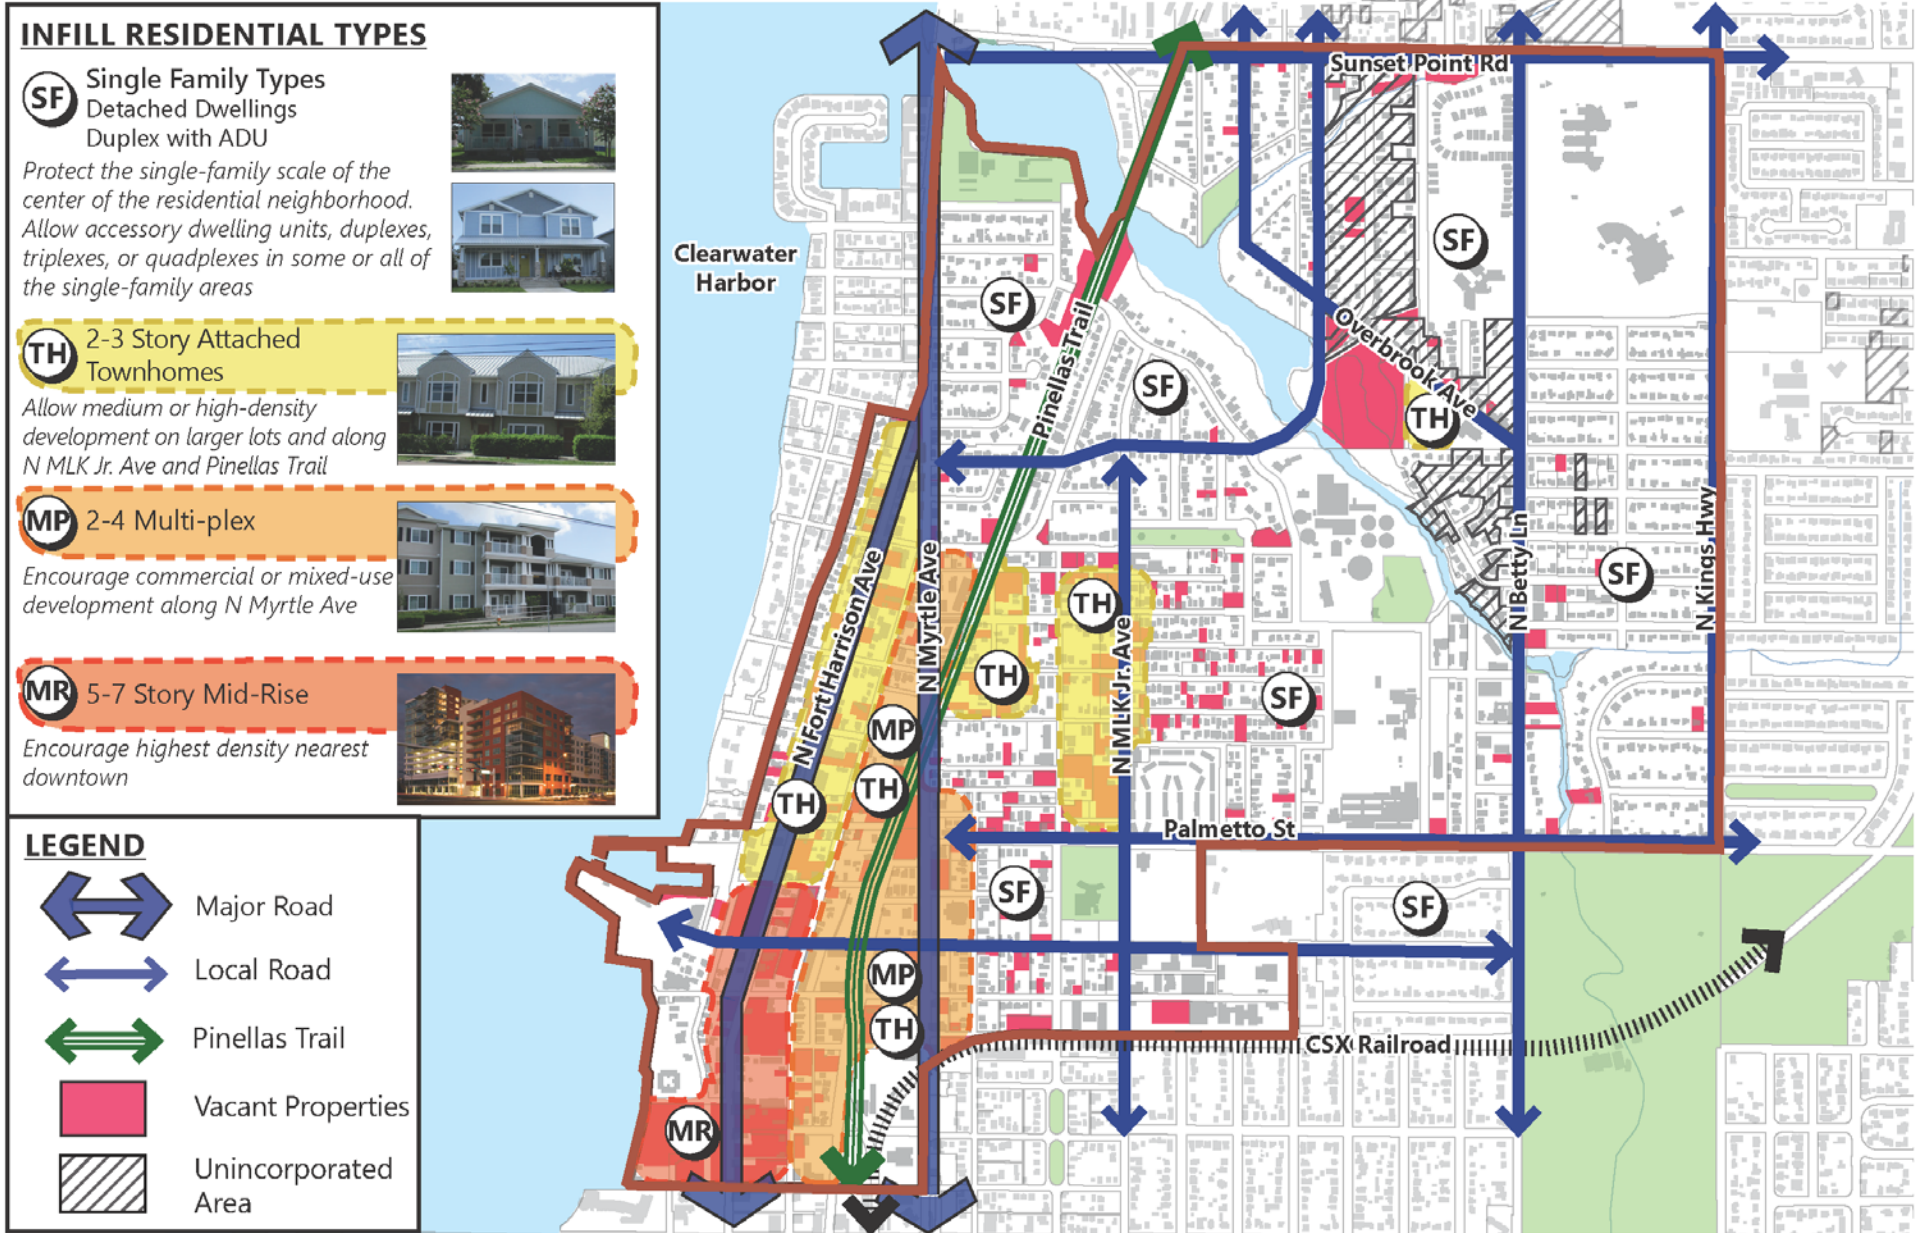 INFILL RESIDENTIAL TYPES
SF
Single Family Types
Detached Dwellings
Duplex with ADU
Protect the single-family scale of the
center of the residential neighborhood.
Allow accessory dwelling units, duplexes,
triplexes, or quadplexes in some or all of
the single-family areas
TH
2-3 Story Attached
Townhomes
Allow medium or high-density
development on larger lots and along
N MLK Jr. Ave and Pinellas Trail
MP
2-4 Multi-plex
Encourage commercial or mixed-use
development along N Myrtle Ave
MR
5-7 Story Mid-Rise
Encourage highest density nearest
downtown
LEGEND
Major Road
Local Road
Pinellas Trail
Vacant Properties
Unincorporated
Area
Sunset Point Rd
Clearwater
Harbor
SF
SF
SF
Pinellas Trail
Overbrook Ave
TH
N Fort Harrison Ave
N Myrtle Ave
N MLK Jr. Ave
N Betty Ln
N Kings Hwy
SF
TH
TH
SF
MP
TH
TH
Palmetto St
SF
SF
MP
TH
CSX Railroad
MR